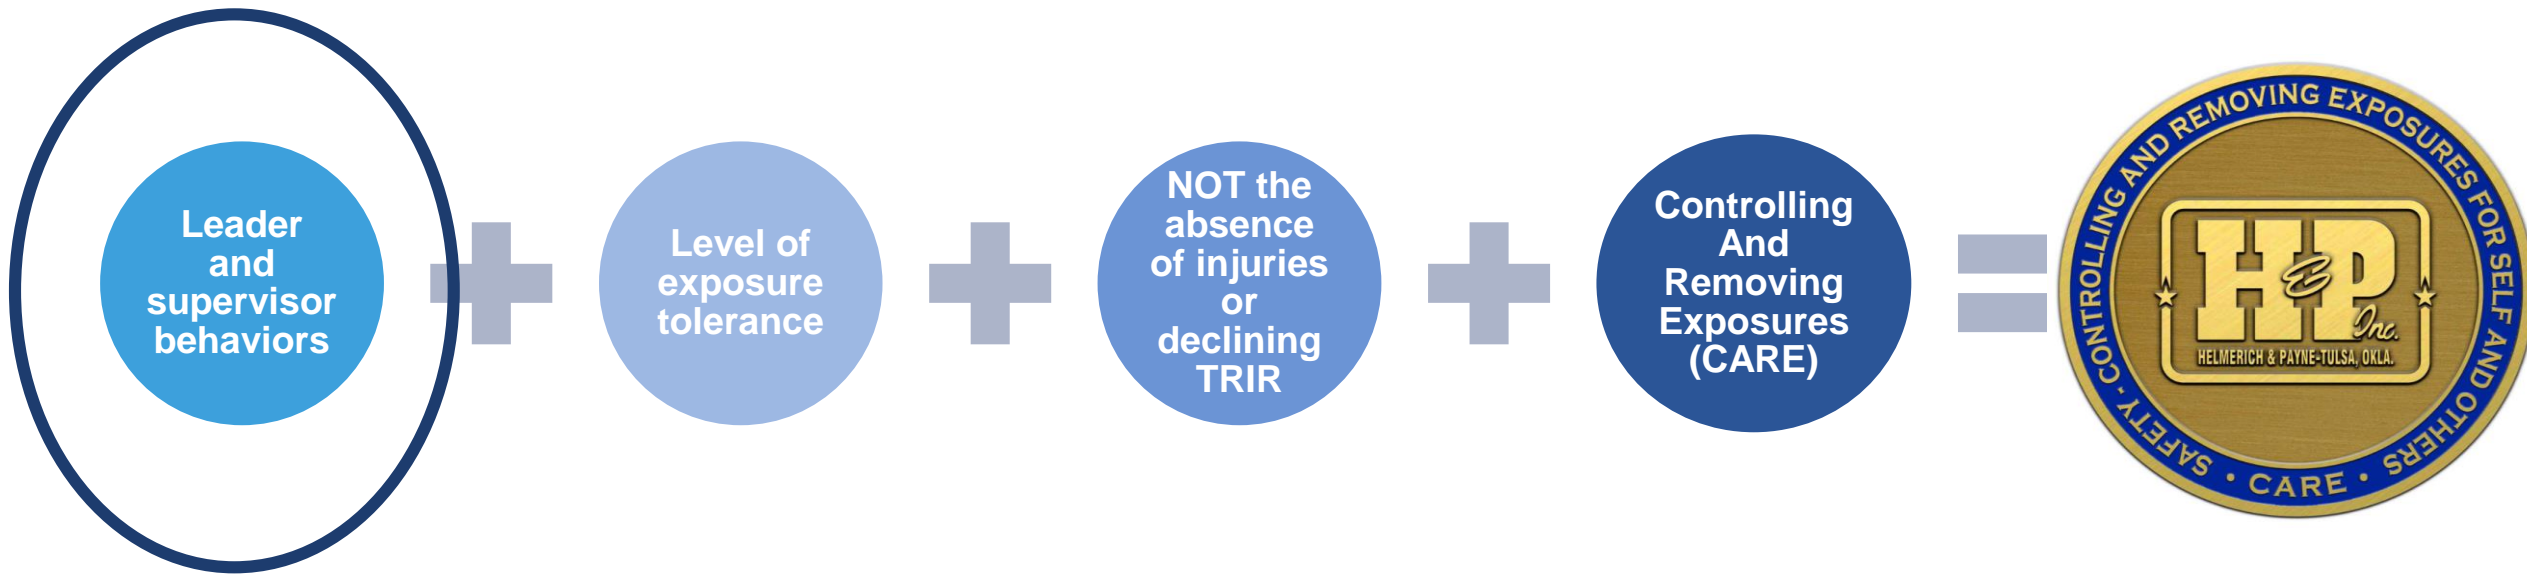 Leader
and
supervisor
behaviors
Level of
exposure
tolerance
NOT the
absence
of injuries
or
declining
TRIR
Controlling
And
Removing
Exposures
(CARE)
SAFETY - CONTROLLING AND REMOVING EXPOSURES FOR SELF AND OTHERS
• CARE •
H&P
Inc.
HELMERICH & PAYNE-TULSA, OKLA.